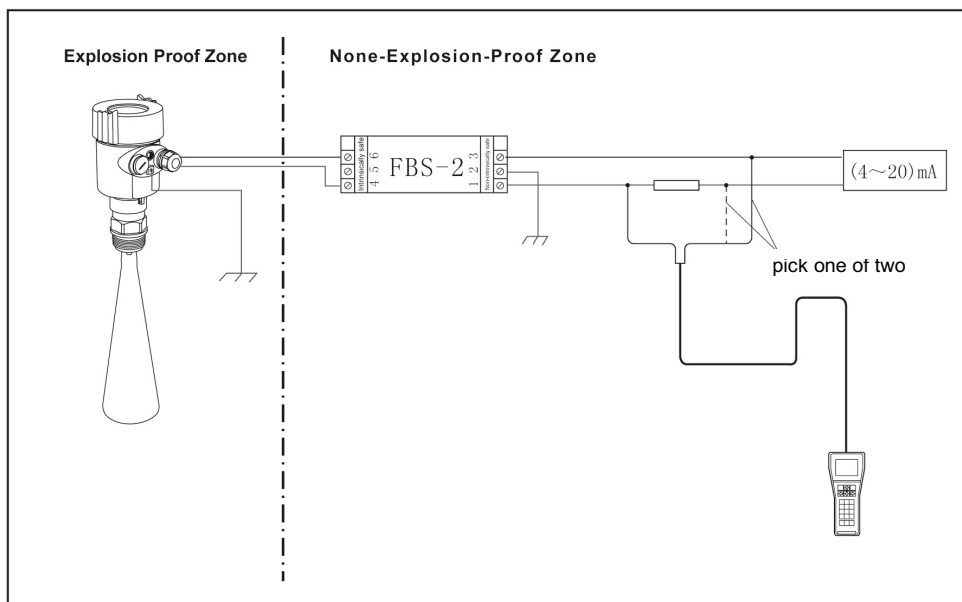 Explosion Proof Zone
None-Explosion-Proof Zone
Intrinsically safe
4 5 6
FBS-2
1 2 3
Non-intrinsically safe
(4~20)mA
pick one of two